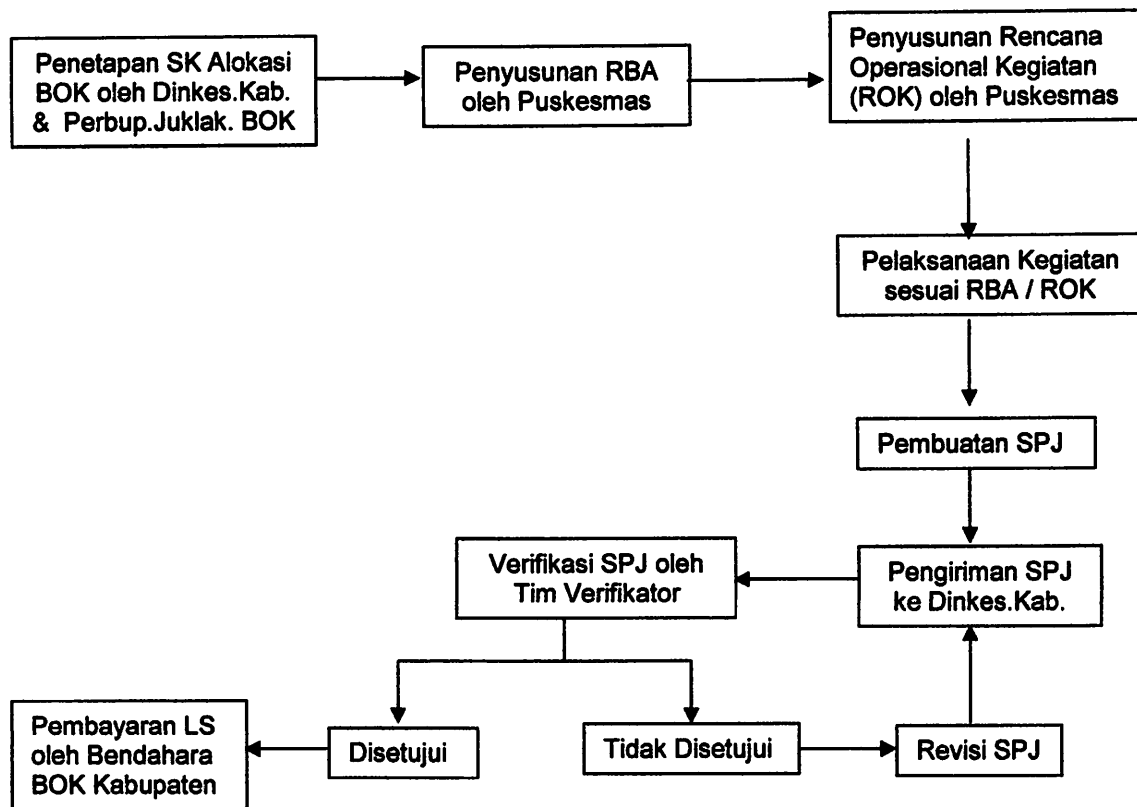 Penetapan SK Alokasi
BOK oleh Dinkes.Kab.
& Perbup.Juklak. BOK
Penyusunan RBA
oleh Puskesmas
Penyusunan Rencana
Operasional Kegiatan
(ROK) oleh Puskesmas
Pelaksanaan Kegiatan
sesuai RBA / ROK
Pembuatan SPJ
Pengiriman SPJ
ke Dinkes.Kab.
Verifikasi SPJ oleh
Tim Verifikator
Disetujui
Tidak Disetujui
Revisi SPJ
Pembayaran LS
oleh Bendahara
BOK Kabupaten